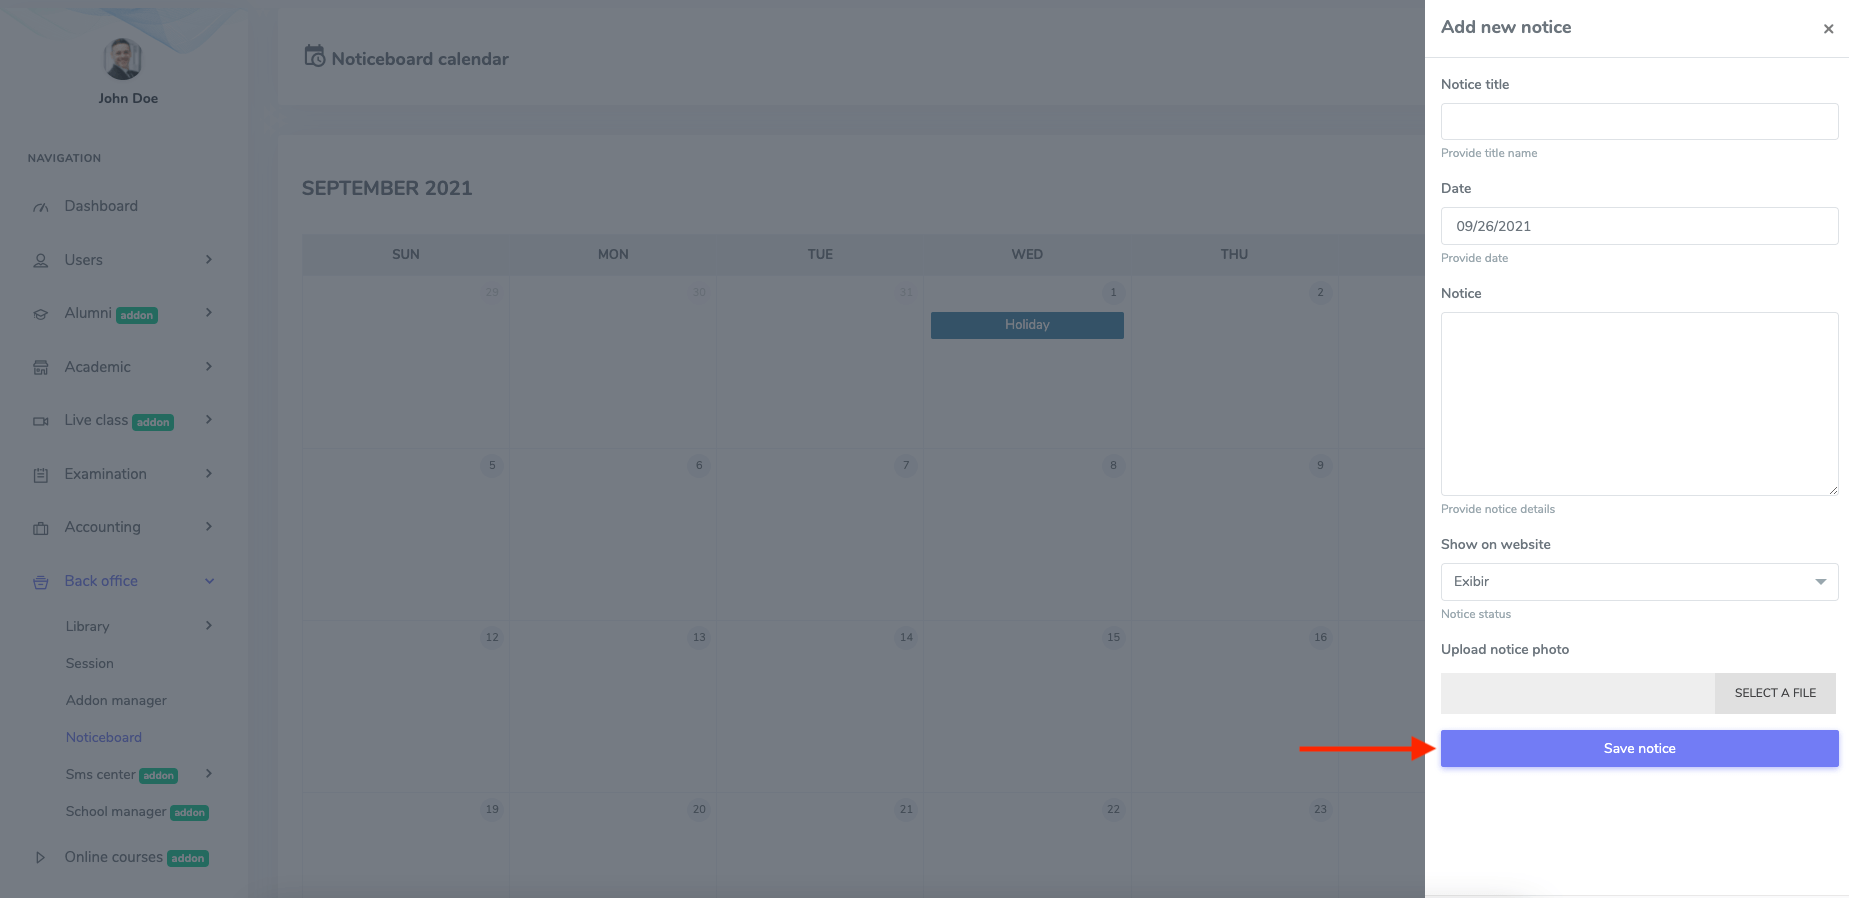 John Doe
NAVIGATION
Dashboard
Users
Alumni addon
Academic
Live class addon
Examination
Accounting
Back office
Library
Session
Addon manager
Noticeboard
Sms center addon
School manager addon
Online courses addon
Noticeboard calendar
SEPTEMBER 2021
SUN MON TUE WED THU
29 30 31 1 2
Holiday
5 6 7 8 9
12 13 14 15 16
19 20 21 22 23
Add new notice ×
Notice title
Provide title name
Date
09/26/2021
Provide date
Notice
Provide notice details
Show on website
Exibir
Notice status
Upload notice photo
SELECT A FILE
Save notice